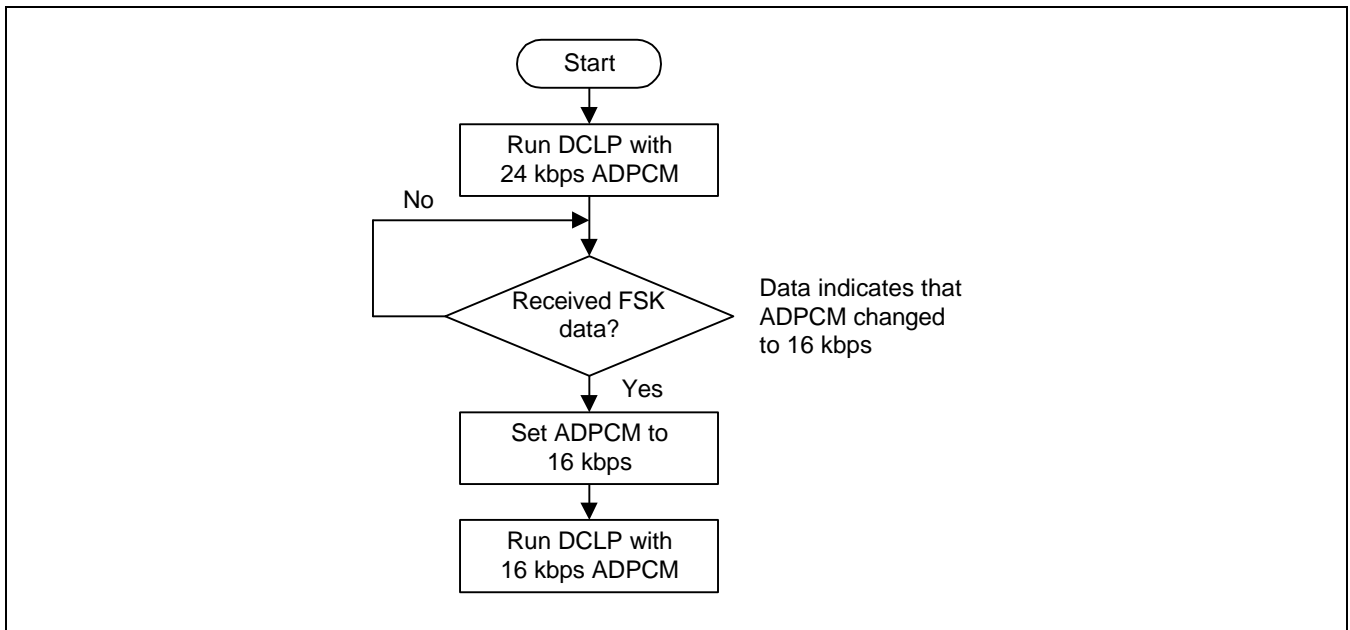 Start
Run DCLP with
24 kbps ADPCM
No
Received FSK
data?
Data indicates that
ADPCM changed
to 16 kbps
Yes
Set ADPCM to
16 kbps
Run DCLP with
16 kbps ADPCM